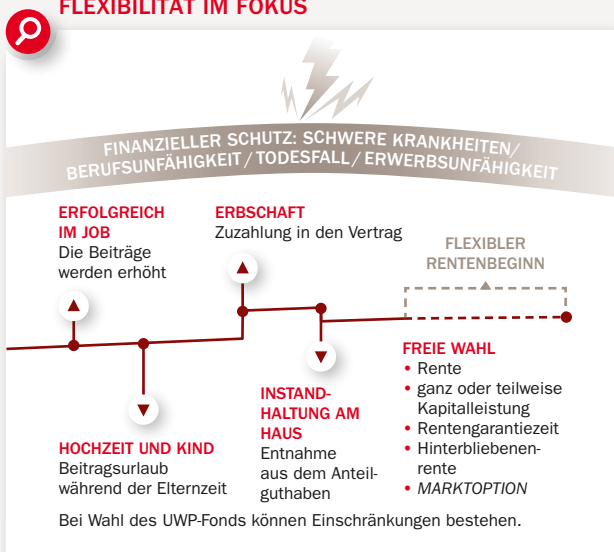 FLEXIBILITÄT IM FOKUS
FINANZIELLER SCHUTZ: SCHWERE KRANKHEITEN/
BERUFSUNFÄHIGKEIT / TODESFALL / ERWERBSUNFÄHIGKEIT
ERFOLGREICH
IM JOB
Die Beiträge
werden erhöht
ERBSCHAFT
Zuzahlung in den Vertrag
FLEXIBLER
RENTENBEGINN
HOCHZEIT UND KIND
Beitragsurlaub
während der Elternzeit
INSTAND-
HALTUNG AM
HAUS
Entnahme
aus dem Anteil-
guthaben
FREIE WAHL
• Rente
• ganz oder teilweise
Kapitalleistung
• Rentengarantiezeit
• Hinterbliebenen-
rente
• MARKTOPTION
Bei Wahl des UWP-Fonds können Einschränkungen bestehen.